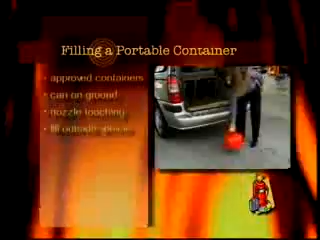 Filling a Portable Container
• approved containers
• can on ground
• nozzle touching
• fill outside vehicle